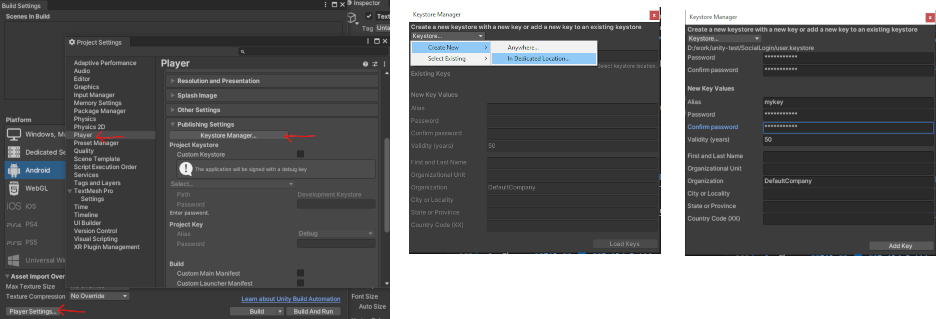 Build Settings
Scenes In Build
Inspector
Text
Tag Unta
Project Settings
Adaptive Performance
Audio
Editor
Graphics
Input Manager
Memory Settings
Package Manager
Physics
Physics 2D
Player
Preset Manager
Quality
Scene Template
Script Execution Order
Services
Tags and Layers
TextMesh Pro
Settings
Time
Timeline
UI Builder
Version Control
Visual Scripting
XR Plugin Management
Platform
Windows, M
Dedicated Se
Android
WebGL
iOS
iOS
PS4
PS5
Universal Win
Asset Import Over
Max Texture Size
Texture Compression
No Override
Player Settings...
Player
Resolution and Presentation
Splash Image
Other Settings
Publishing Settings
Keystore Manager...
Project Keystore
Custom Keystore
The application will be signed with a debug key
Select...
Path
Development Keystore
Enter password.
Password
Project Key
Alias
Debug
Password
Build
Custom Main Manifest
Custom Launcher Manifest
Learn about Unity Build Automation
Build
Build And Run
Font Size
Auto Size
Keystore Manager
Create a new keystore with a new key or add a new key to an existing keystore
Keystore...
Create New
Select Existing
Anywhere...
In Dedicated Location...
Select keystore location.
Existing Keys
New Key Values
Alias
Password
Confirm password
Validity (years)
50
First and Last Name
Organizational Unit
Organization
DefaultCompany
City or Locality
State or Province
Country Code (XX)
Load Keys
Keystore Manager
Create a new keystore with a new key or add a new key to an existing keystore
Keystore...
D:/work/unity-test/SocialLogin/user.keystore
Password
***********
Confirm password
***********
New Key Values
Alias
mykey
Password
***********
Confirm password
***********
Validity (years)
50
First and Last Name
Organizational Unit
Organization
DefaultCompany
City or Locality
State or Province
Country Code (XX)
Add Key